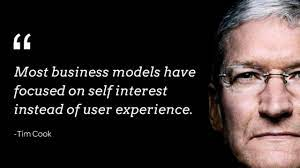 “
Most business models have
focused on self interest
instead of user experience.
-Tim Cook